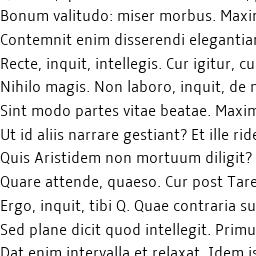 Bonum valitudo: miser morbus. Maxim
Contemnit enim disserendi elegantiar
Recte, inquit, intellegis. Cur igitur, cu
Nihilo magis. Non laboro, inquit, de n
Sint modo partes vitae beatae. Maxim
Ut id aliis narrare gestiant? Et ille ride
Quis Aristidem non mortuum diligit?
Quare attende, quaeso. Cur post Tare
Ergo, inquit, tibi Q. Quae contraria su
Sed plane dicit quod intellegit. Primu
Dat enim intervalla et relaxat. Idem is